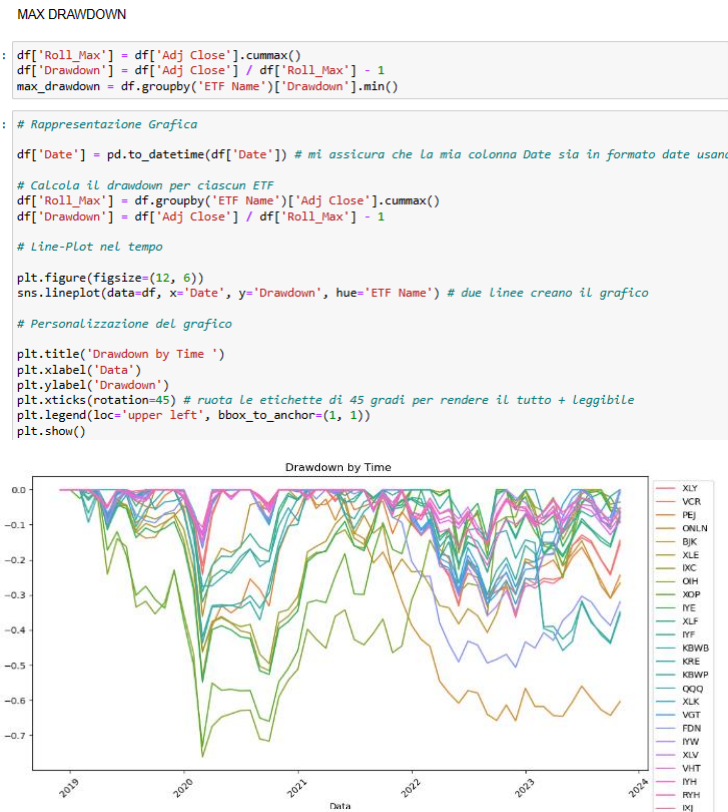 MAX DRAWDOWN
: df['Roll_Max'] = df['Adj Close'].cummax()
df['Drawdown'] = df['Adj Close'] / df['Roll_Max'] - 1
max_drawdown = df.groupby('ETF Name')['Drawdown'].min()
: # Rappresentazione Grafica
df['Date'] = pd.to_datetime(df['Date']) # mi assicura che la mia colonna Date sia in formato date usand
# Calcola il drawdown per ciascun ETF
df['Roll_Max'] = df.groupby('ETF Name')['Adj Close'].cummax()
df['Drawdown'] = df['Adj Close'] / df['Roll_Max'] - 1
# Line-Plot nel tempo
plt.figure(figsize=(12, 6))
sns.lineplot(data=df, x='Date', y='Drawdown', hue='ETF Name') # due linee creano il grafico
# Personalizzazione del grafico
plt.title('Drawdown by Time ')
plt.xlabel('Data')
plt.ylabel('Drawdown')
plt.xticks(rotation=45) # ruota le etichette di 45 gradi per rendere il tutto + leggibile
plt.legend(loc='upper left', bbox_to_anchor=(1, 1))
plt.show()
Drawdown by Time
0.0
-0.1
-0.2
-0.3
-0.4
-0.5
-0.6
-0.7
2019
2020
2021
2022
2023
2024
Data
XLY
VCR
PEJ
ONLN
BJK
XLE
IXC
OIH
XOP
IYE
XLF
IYF
KBWB
KRE
KBWP
QQQ
XLK
VGT
FDN
IYW
XLV
VHT
IYH
RYH
IXJ